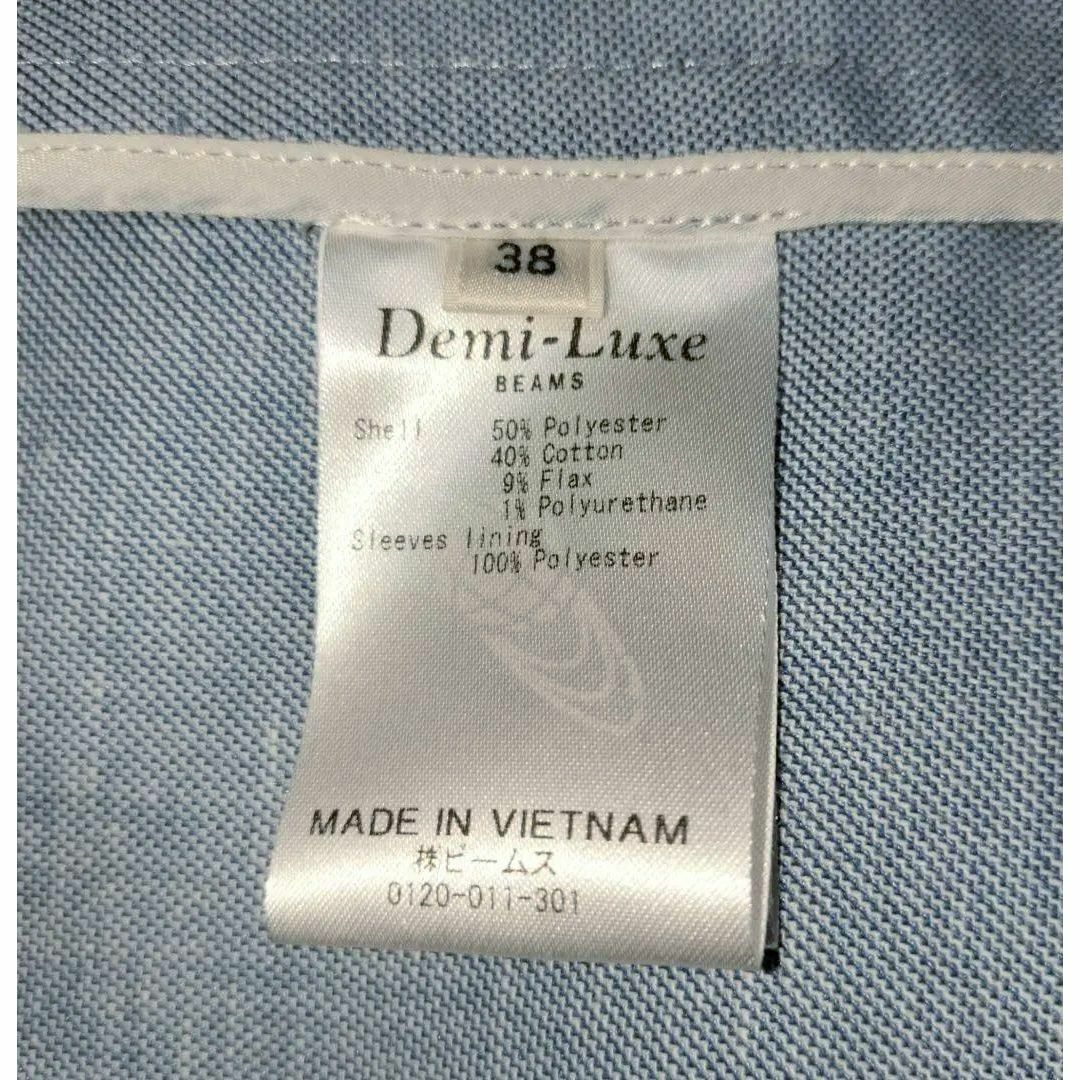 38
Demi-Luxe
BEAMS
Shell 50% Polyester
40% Cotton
9% Flax
1% Polyurethane
Sleeves lining
100% Polyester
MADE IN VIETNAM
株ビームス
0120-011-301